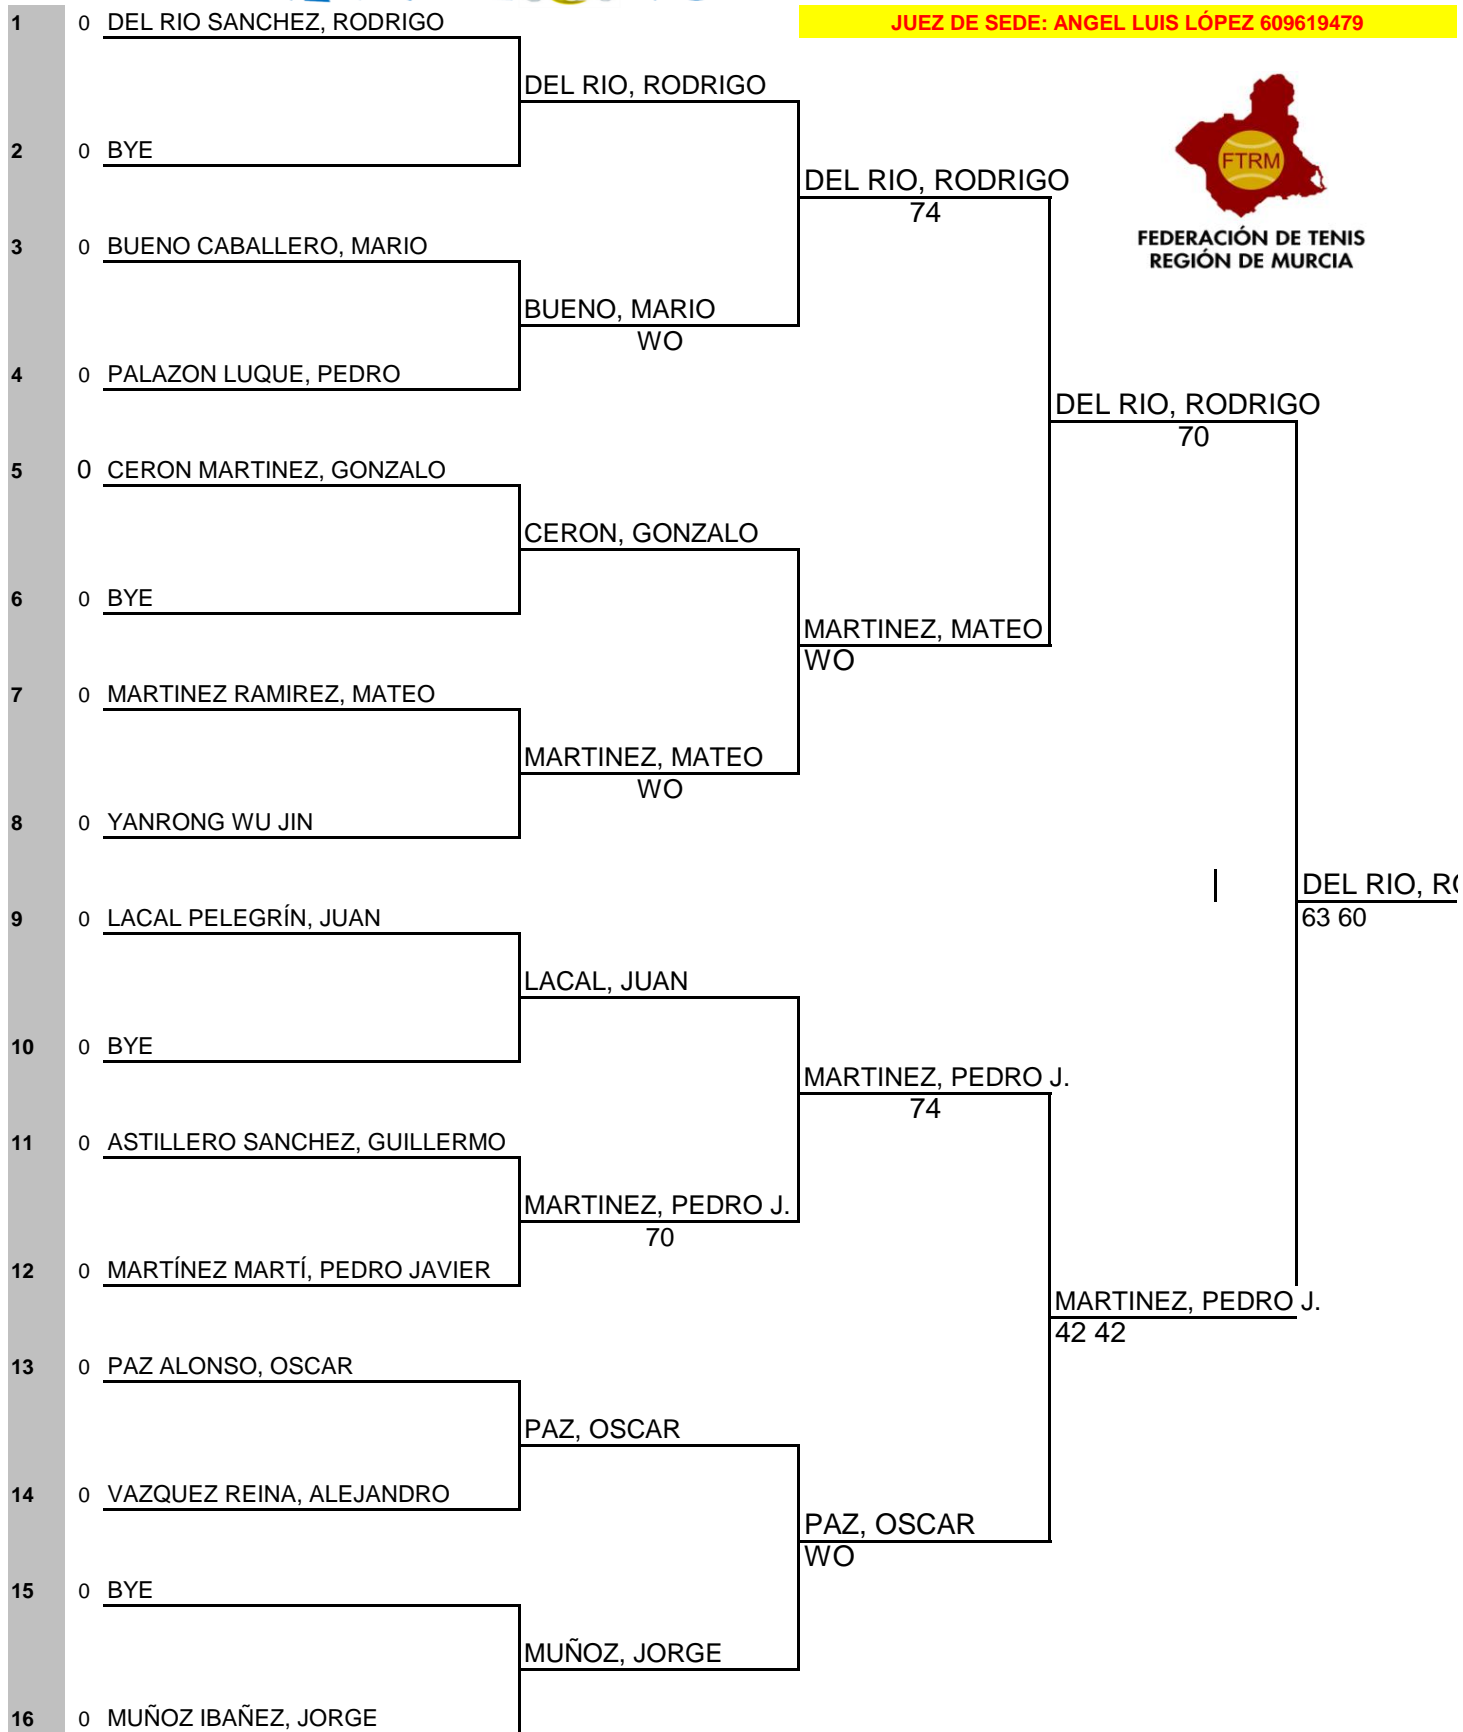 1 0 DEL RIO SANCHEZ, RODRIGO
JUEZ DE SEDE: ANGEL LUIS LÓPEZ 609619479
DEL RIO, RODRIGO
2 0 BYE
FTRM
DEL RIO, RODRIGO
74
FEDERACIÓN DE TENIS
REGIÓN DE MURCIA
3 0 BUENO CABALLERO, MARIO
BUENO, MARIO
WO
4 0 PALAZON LUQUE, PEDRO
DEL RIO, RODRIGO
70
5 0 CERON MARTINEZ, GONZALO
CERON, GONZALO
6 0 BYE
MARTINEZ, MATEO
WO
7 0 MARTINEZ RAMIREZ, MATEO
MARTINEZ, MATEO
WO
8 0 YANRONG WU JIN
DEL RIO,
63 60
9 0 LACAL PELEGRÍN, JUAN
LACAL, JUAN
10 0 BYE
MARTINEZ, PEDRO J.
74
11 0 ASTILLERO SANCHEZ, GUILLERMO
MARTINEZ, PEDRO J.
70
12 0 MARTÍNEZ MARTÍ, PEDRO JAVIER
MARTINEZ, PEDRO J.
42 42
13 0 PAZ ALONSO, OSCAR
PAZ, OSCAR
14 0 VAZQUEZ REINA, ALEJANDRO
PAZ, OSCAR
WO
15 0 BYE
MUÑOZ, JORGE
16 0 MUÑOZ IBAÑEZ, JORGE